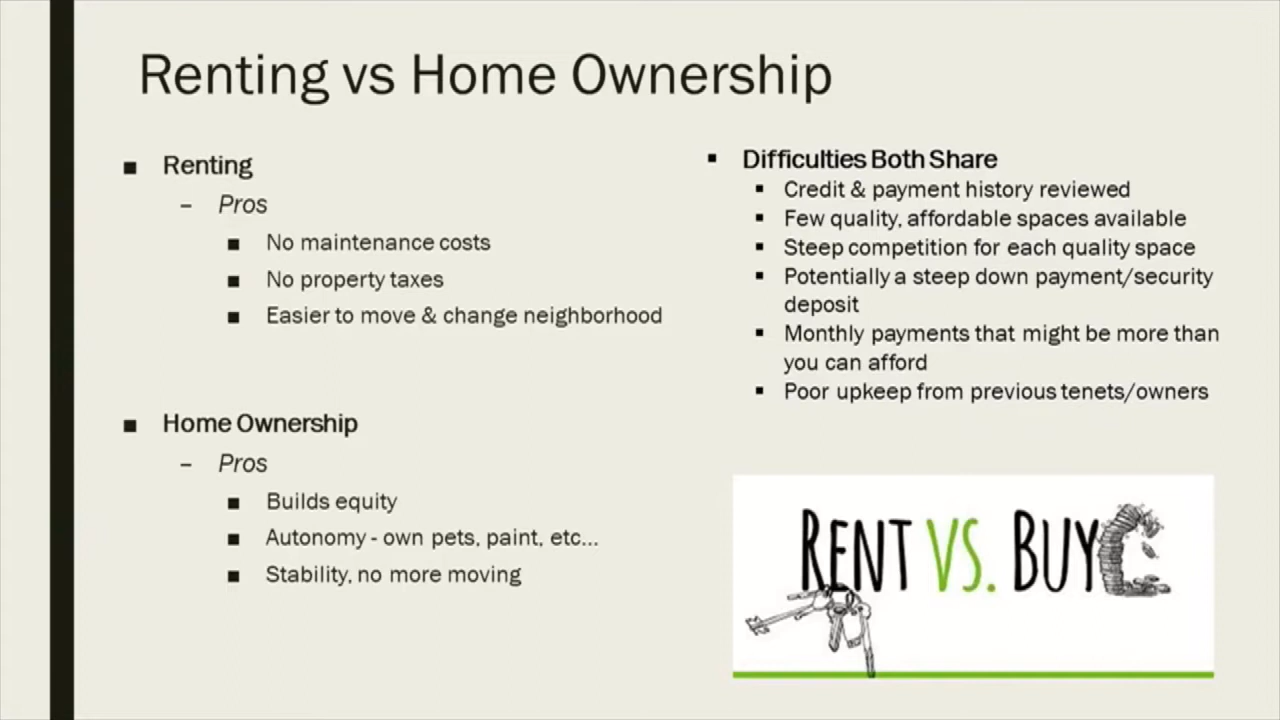 Renting vs Home Ownership
■ Renting
– Pros
■ No maintenance costs
■ No property taxes
■ Easier to move & change neighborhood
■ Home Ownership
– Pros
■ Builds equity
■ Autonomy - own pets, paint, etc...
■ Stability, no more moving
▪ Difficulties Both Share
▪ Credit & payment history reviewed
▪ Few quality, affordable spaces available
▪ Steep competition for each quality space
▪ Potentially a steep down payment/security
deposit
▪ Monthly payments that might be more than
you can afford
▪ Poor upkeep from previous tenets/owners
RENT VS. BUY